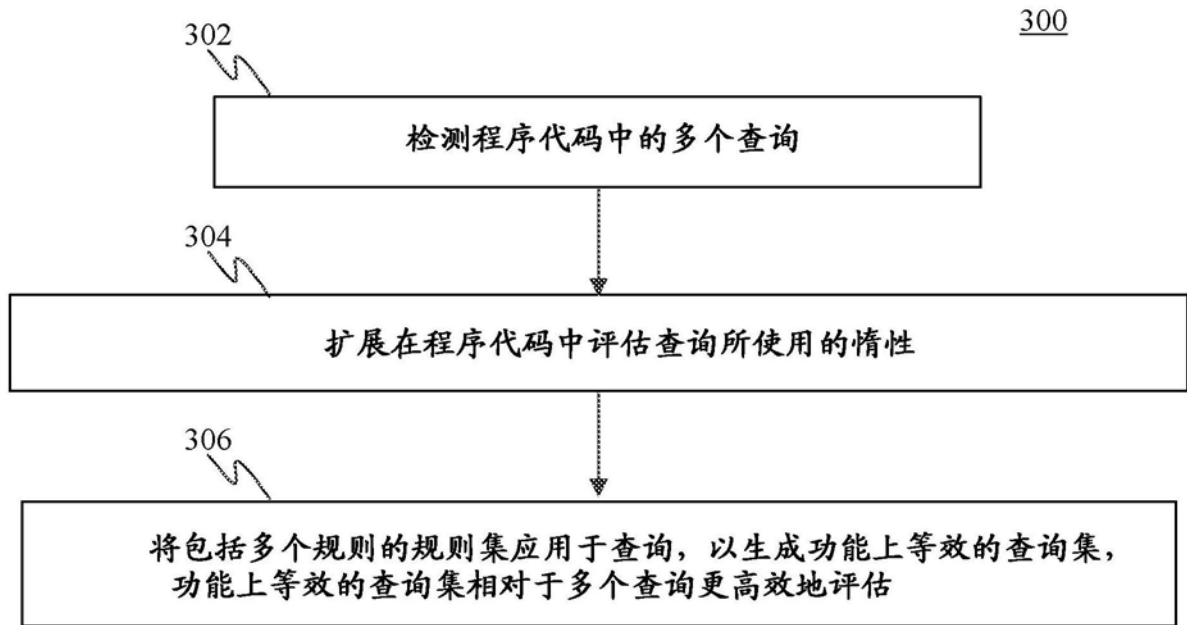 300
302
检测程序代码中的多个查询
304
扩展在程序代码中评估查询所使用的惰性
306
将包括多个规则的规则集应用于查询，以生成功能上等效的查询集，
功能上等效的查询集相对于多个查询更高效地评估